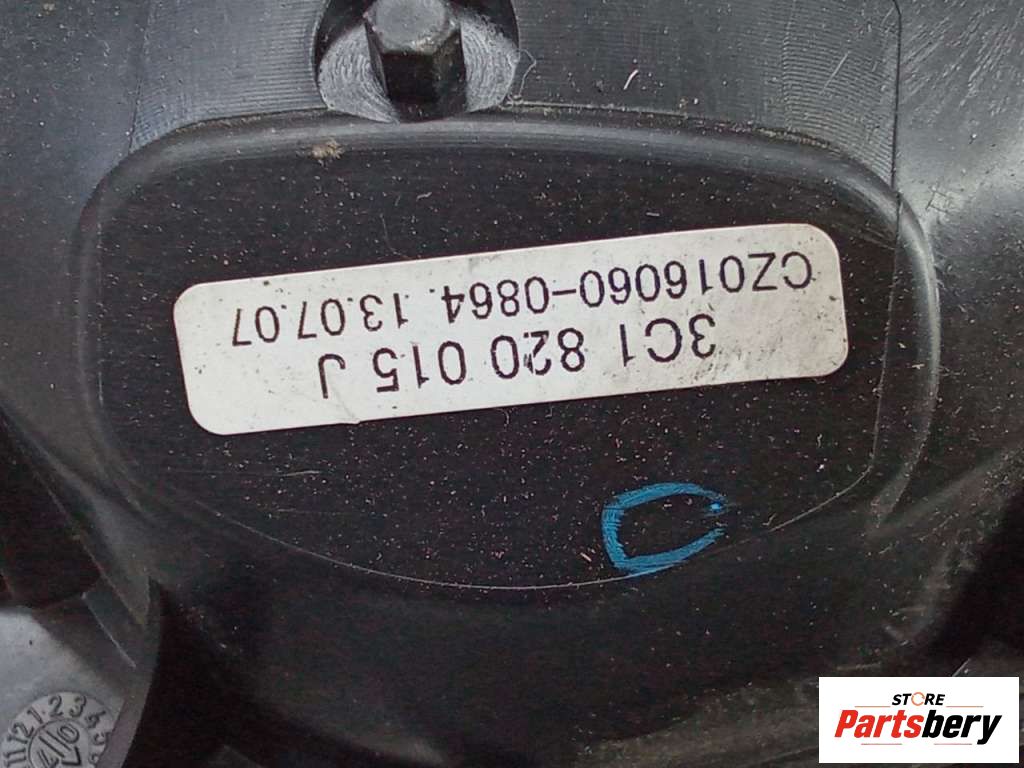 3C1 820 015 J
CZ016060-0864. 13.07.07
C
STORE
Partsbery